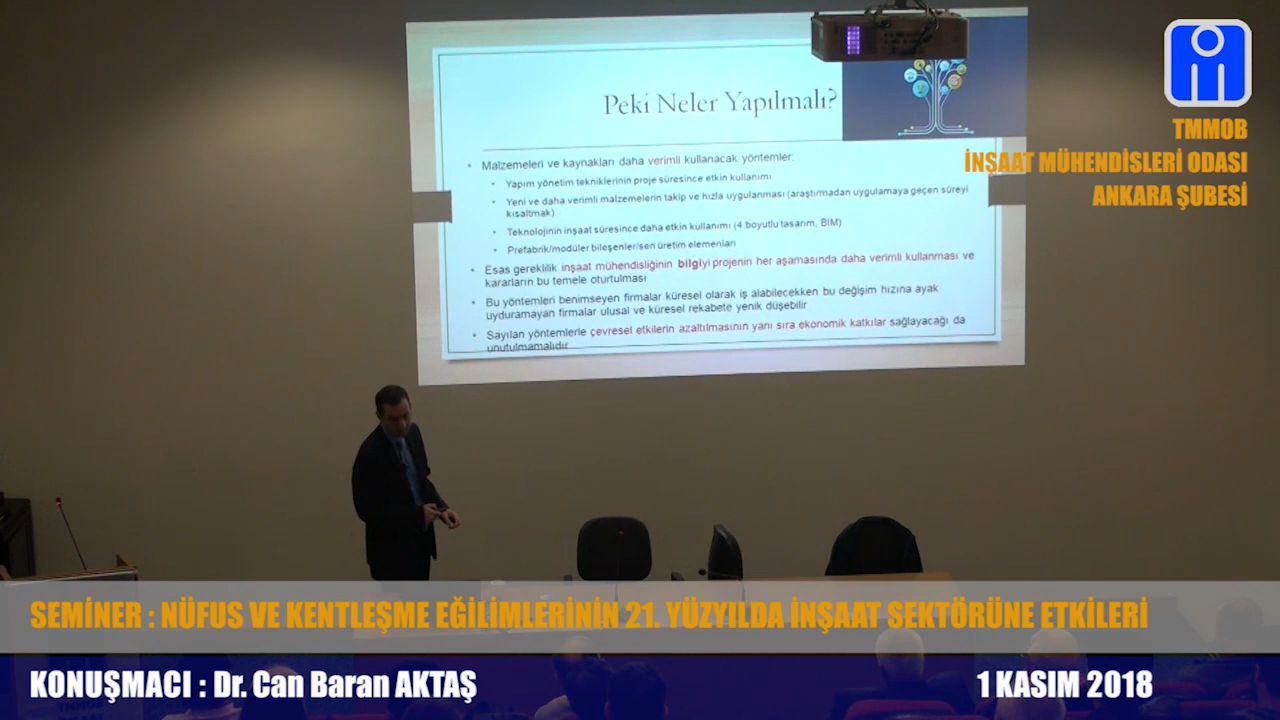 Peki Neler Yapılmalı?
TMMOB
İNŞAAT MÜHENDİSLERİ ODASI
ANKARA ŞUBESİ
• Malzemeleri ve kaynakları daha verimli kullanacak yöntemler:
• Yapım yönetim tekniklerinin proje süresince etkin kullanımı
• Yeni ve daha verimli malzemelerin takip ve hızla uygulanması (araştırmadan uygulamaya geçen süreyi
kısaltmak)
• Teknolojinin inşaat süresince daha etkin kullanımı (4 boyutlu tasarım, BIM)
• Prefabrik/modüler bileşenler/seri üretim elemenları
• Esas gereklilik inşaat mühendisliğinin bilgiyi projenin her aşamasında daha verimli kullanması ve
kararların bu temele oturtulması
• Bu yöntemleri benimseyen firmalar küresel olarak iş alabilecekken bu değişim hızına ayak
uyduramayan firmalar ulusal ve küresel rekabete yenik düşebilir
• Sayılan yöntemlerle çevresel etkilerin azaltılmasının yanı sıra ekonomik katkılar sağlayacağı da
unutulmamalıdır
SEMİNER : NÜFUS VE KENTLEŞME EĞİLİMLERİNİN 21. YÜZYILDA İNŞAAT SEKTÖRÜNE ETKİLERİ
KONUŞMACI : Dr. Can Baran AKTAŞ
1 KASIM 2018